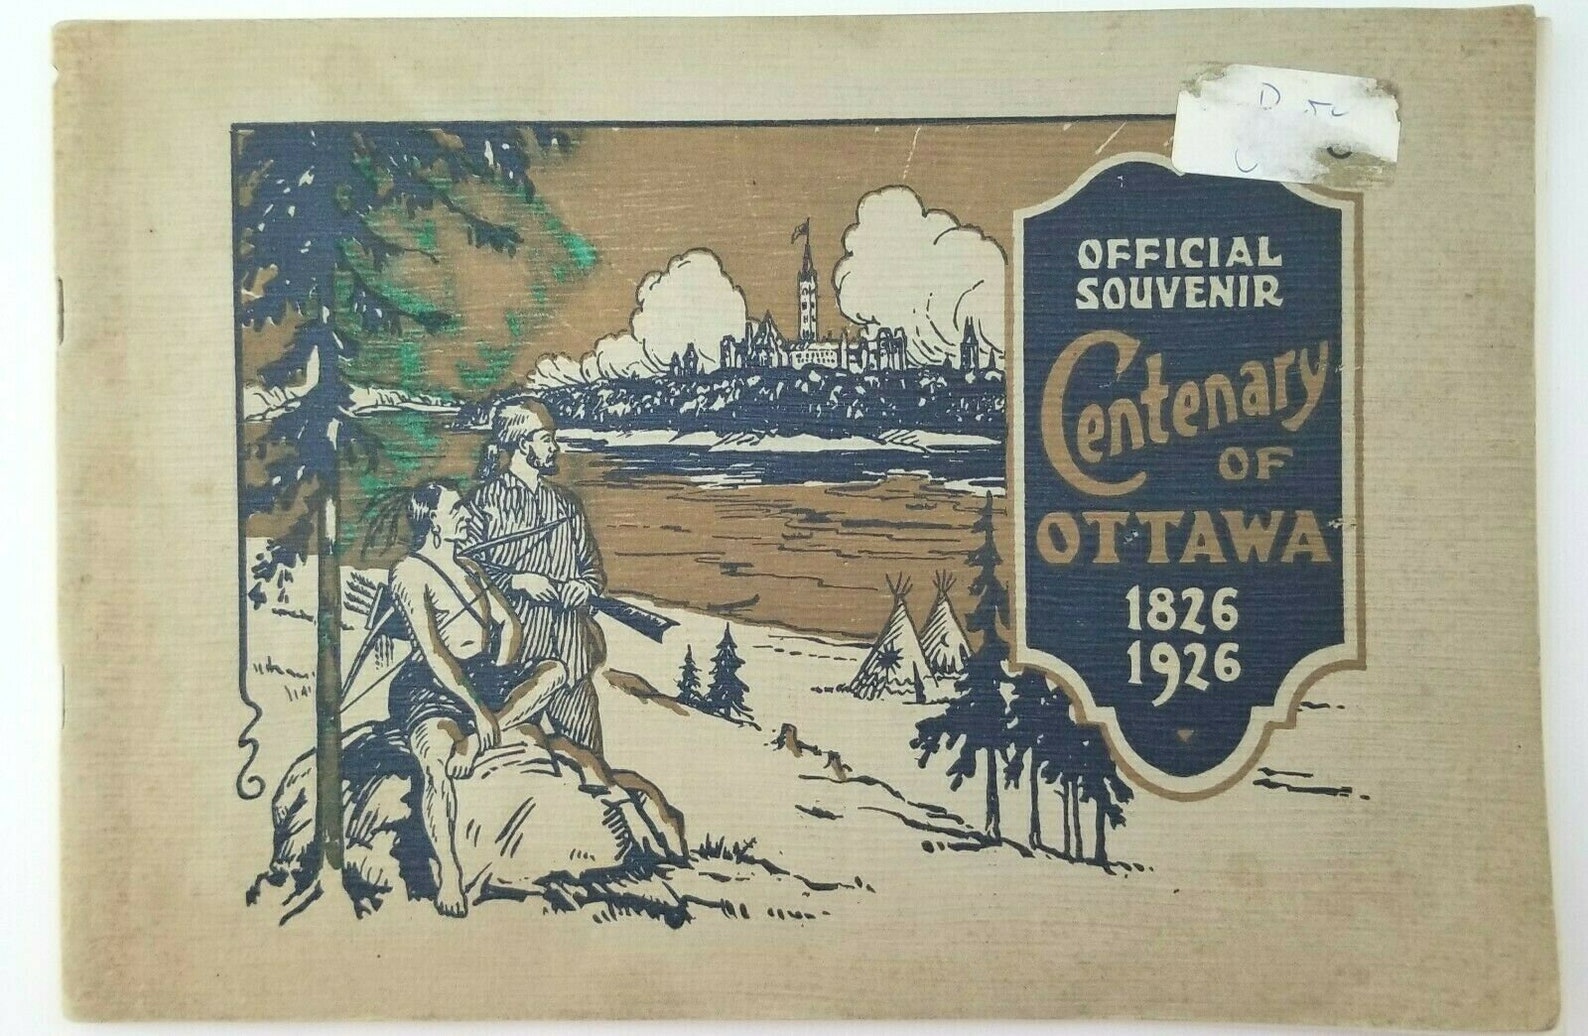 OFFICIAL
SOUVENIR
Centenary
OF
OTTAWA
1826
1926